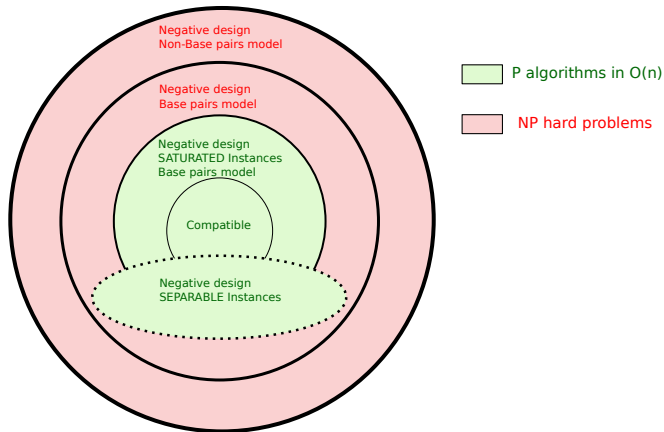 Negative design
Non-Base pairs model
Negative design
Base pairs model
Negative design
SATURATED Instances
Base pairs model
Compatible
Negative design
SEPARABLE Instances
P algorithms in O(n)
NP hard problems